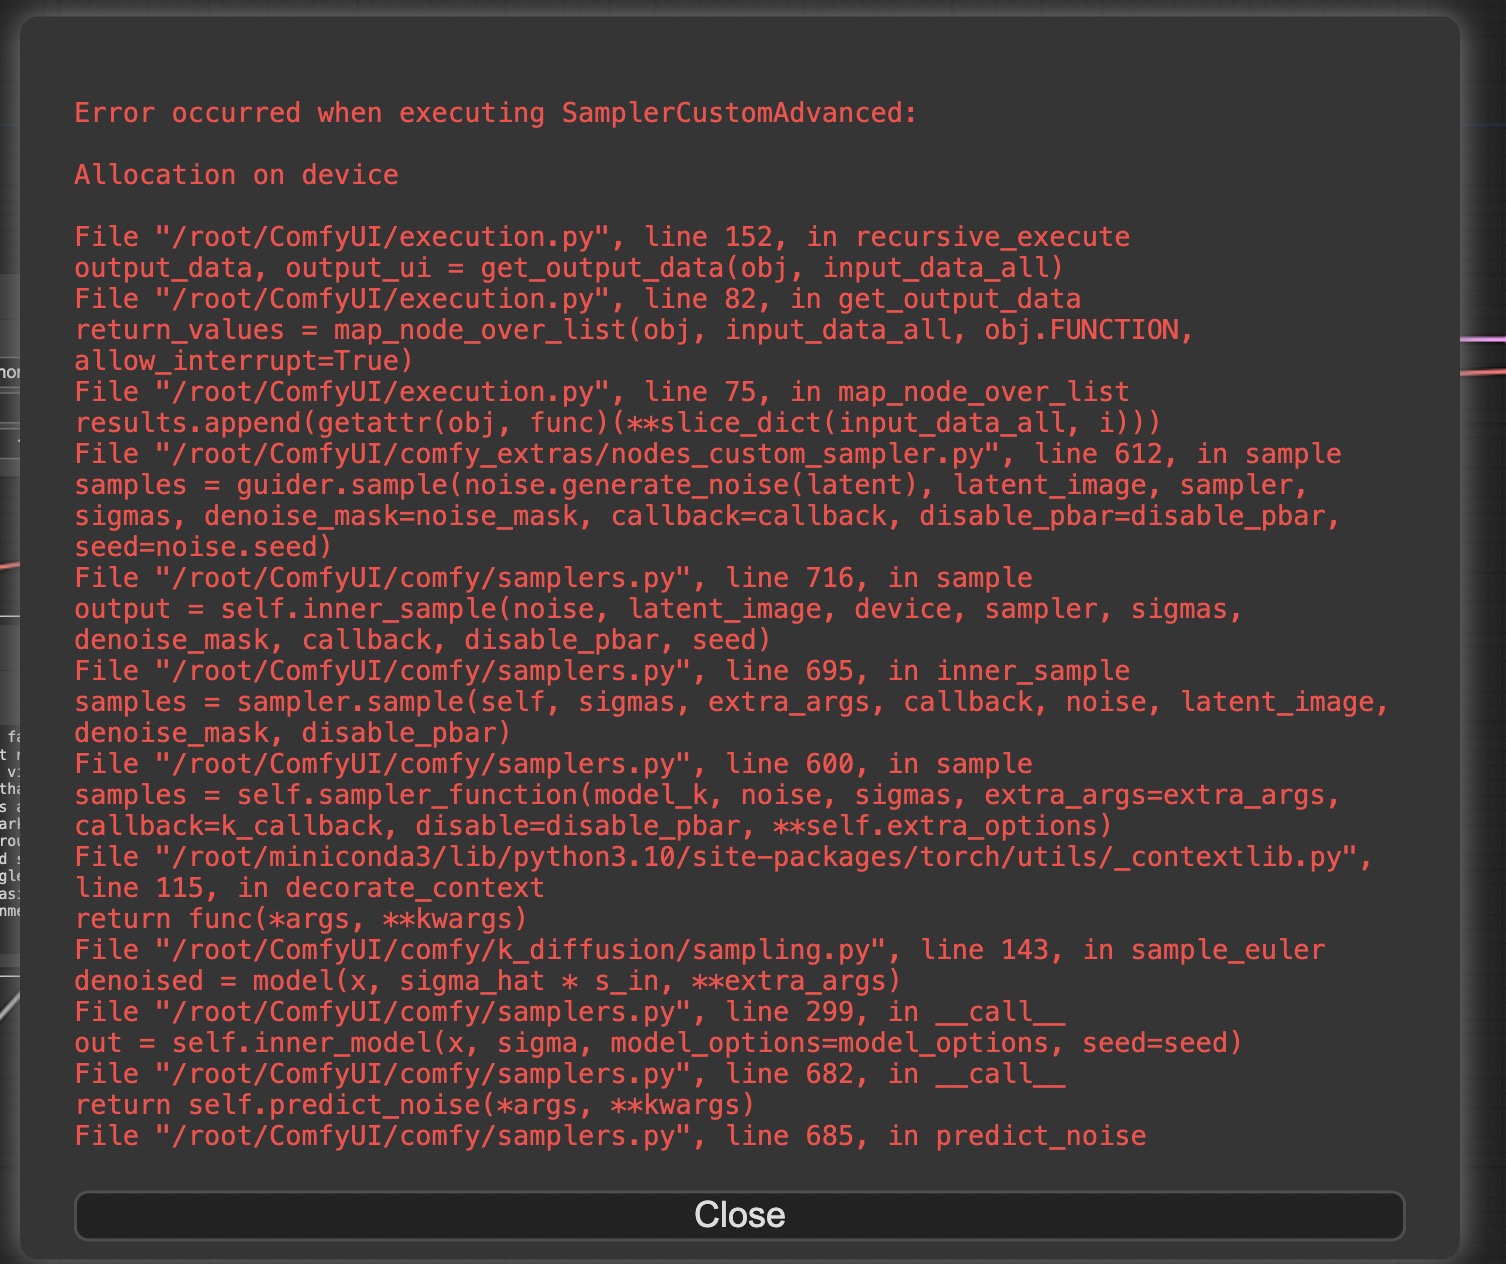 Error occurred when executing SamplerCustomAdvanced:
Allocation on device
File "/root/ComfyUI/execution.py", line 152, in recursive_execute
output_data, output_ui = get_output_data(obj, input_data_all)
File "/root/ComfyUI/execution.py", line 82, in get_output_data
return_values = map_node_over_list(obj, input_data_all, obj.FUNCTION,
allow_interrupt=True)
File "/root/ComfyUI/execution.py", line 75, in map_node_over_list
results.append(getattr(obj, func)(**slice_dict(input_data_all, i)))
File "/root/ComfyUI/comfy_extras/nodes_custom_sampler.py", line 612, in sample
samples = guider.sample(noise.generate_noise(latent), latent_image, sampler,
sigmas, denoise_mask=noise_mask, callback=callback, disable_pbar=disable_pbar,
seed=noise.seed)
File "/root/ComfyUI/comfy/samplers.py", line 716, in sample
output = self.inner_sample(noise, latent_image, device, sampler, sigmas,
denoise_mask, callback, disable_pbar, seed)
File "/root/ComfyUI/comfy/samplers.py", line 695, in inner_sample
samples = sampler.sample(self, sigmas, extra_args, callback, noise, latent_image,
denoise_mask, disable_pbar)
File "/root/ComfyUI/comfy/samplers.py", line 600, in sample
samples = self.sampler_function(model_k, noise, sigmas, extra_args=extra_args,
callback=k_callback, disable=disable_pbar, **self.extra_options)
File "/root/miniconda3/lib/python3.10/site-packages/torch/utils/_contextlib.py",
line 115, in decorate_context
return func(*args, **kwargs)
File "/root/ComfyUI/comfy/k_diffusion/sampling.py", line 143, in sample_euler
denoised = model(x, sigma_hat * s_in, **extra_args)
File "/root/ComfyUI/comfy/samplers.py", line 299, in __call__
out = self.inner_model(x, sigma, model_options=model_options, seed=seed)
File "/root/ComfyUI/comfy/samplers.py", line 682, in __call__
return self.predict_noise(*args, **kwargs)
File "/root/ComfyUI/comfy/samplers.py", line 685, in predict_noise
Close